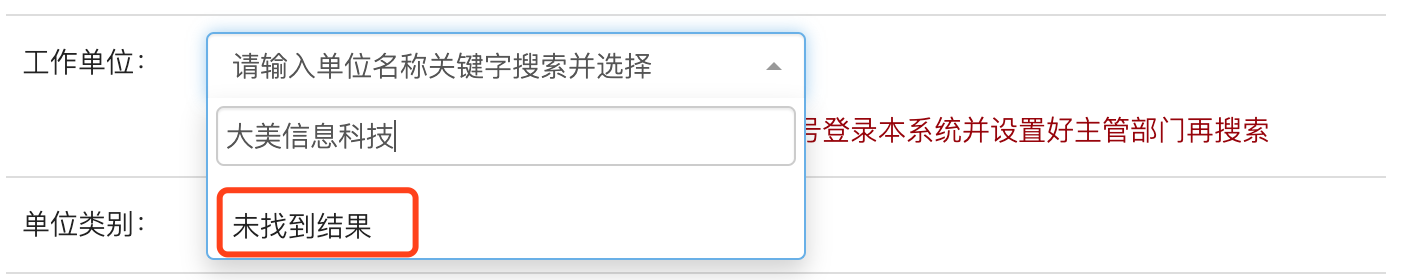 工作单位：
请输入单位名称关键字搜索并选择
大美信息科技
号登录本系统并设置好主管部门再搜索
未找到结果
单位类别：